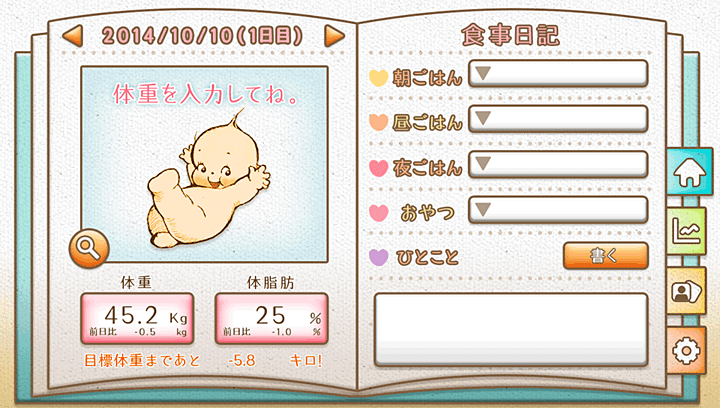 2014/10/10(1日目)
体重を入力してね。
体重
体脂肪
45.2 Kg
前日比 -0.5 kg
25 %
前日比 -1.0 %
目標体重まであと -5.8 キロ!
食事日記
朝ごはん
昼ごはん
夜ごはん
おやつ
ひとこと
書く